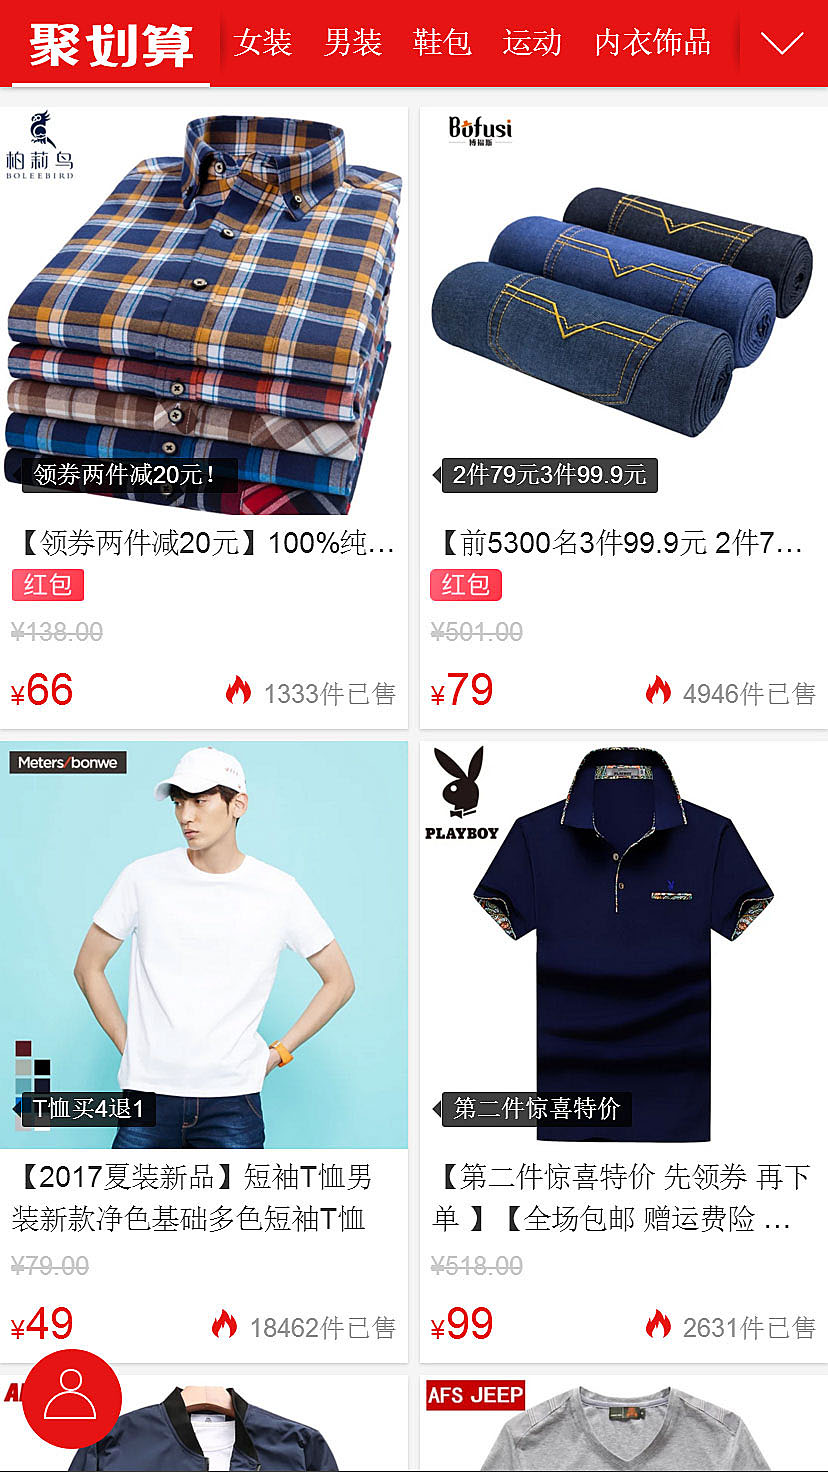 聚划算 女装 男装 鞋包 运动 内衣饰品
柏莉鸟
BOLEEBIRD
领券两件减20元！
【领券两件减20元】100%纯…
红包
¥138.00
¥66 1333件已售
Bofusi
博福斯
2件79元3件99.9元
【前5300名3件99.9元 2件7…
红包
¥501.00
¥79 4946件已售
Meters/bonwe
T恤买4退1
【2017夏装新品】短袖T恤男
装新款净色基础多色短袖T恤
¥79.00
¥49 18462件已售
PLAYBOY
PLAYBOY
第二件惊喜特价
【第二件惊喜特价 先领券 再下
单 】【全场包邮 赠运费险 …
¥518.00
¥99 2631件已售
AFS JEEP